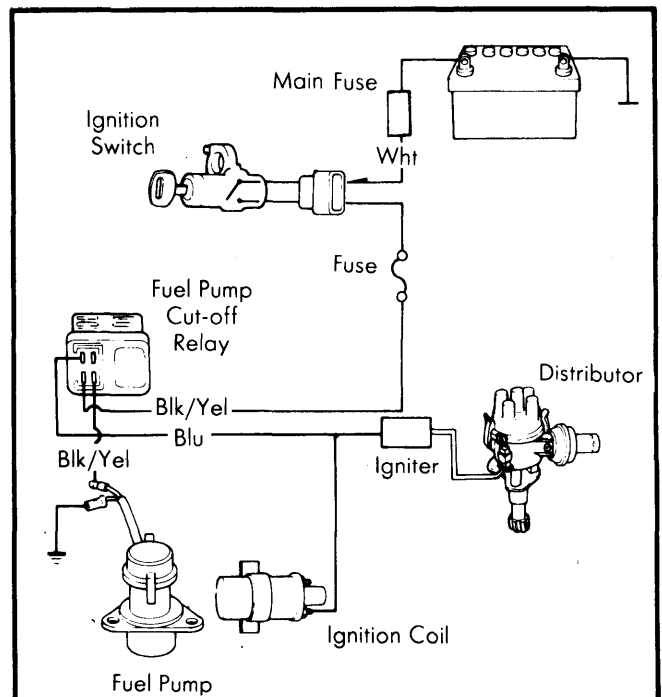 Main Fuse
Ignition
Switch
Wht
Fuse
Fuel Pump
Cut-off
Relay
Distributor
Blk/Yel
Blu
Blk/Yel
Igniter
Ignition Coil
Fuel Pump